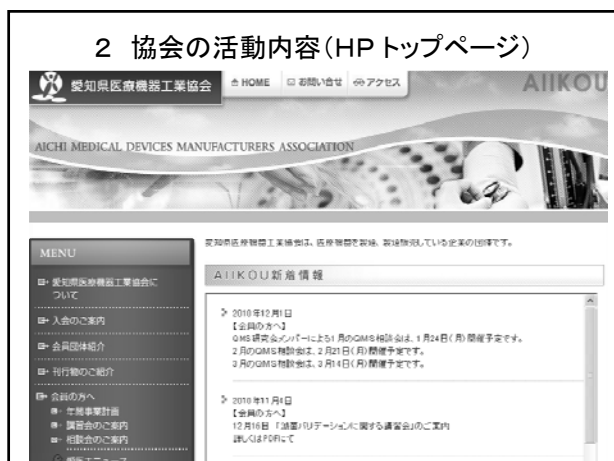 2 協会の活動内容(HPトップページ)
愛知県医療機器工業協会
HOME
お問い合せ
アクセス
AIIKOU
AICHI MEDICAL DEVICES MANUFACTURERS ASSOCIATION
愛知県医療機器工業協会は、医療機器を製造、製造販売している企業の団体です。
MENU
愛知県医療機器工業協会に
ついて
入会のご案内
会員団体紹介
刊行物のご紹介
会員の方へ
年間事業計画
講習会のご案内
相談会のご案内
愛医工ニュース
AIIKOU新着情報
2010年12月1日
【会員の方へ】
QMS研究会メンバーによる1月のQMS相談会は、1月24日(月)開催予定です。
2月のQMS相談会は、2月21日(月)開催予定です。
3月のQMS相談会は、3月14日(月)開催予定です。
2010年11月4日
【会員の方へ】
12月16日 「滅菌バリデーションに関する講習会」のご案内
詳しくはPDFにて